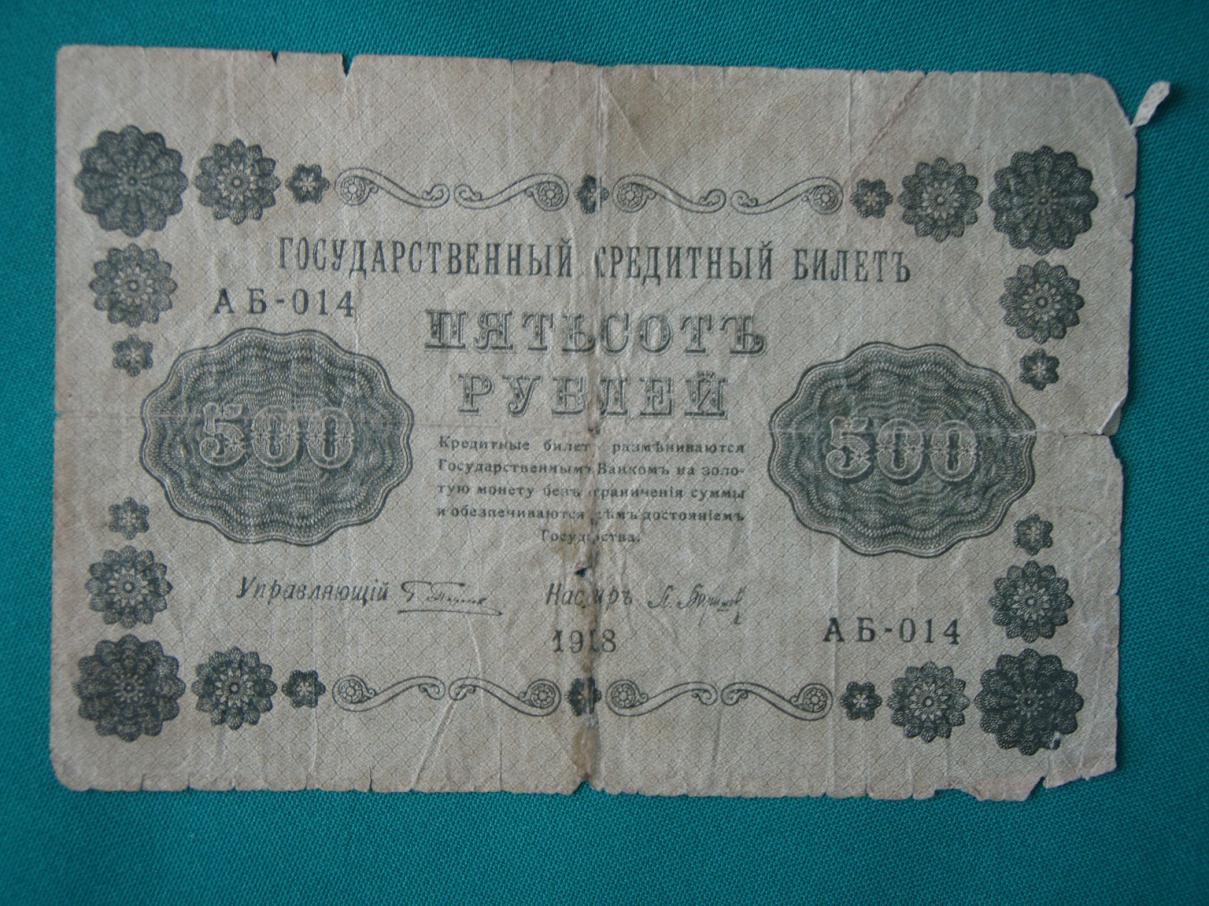 ГОСУДАРСТВЕННЫЙ КРЕДИТНЫЙ БИЛЕТЪ
АБ-014
ПЯТЬСОТЪ
РУБЛЕЙ
500
500
Кредитные билеты размѣниваются
Государственнымъ Банкомъ на золо-
тую монету безъ ограниченія суммы
и обезпечиваются всѣмъ достояніемъ
Государства.
Управляющій
Кассиръ
1918
АБ-014